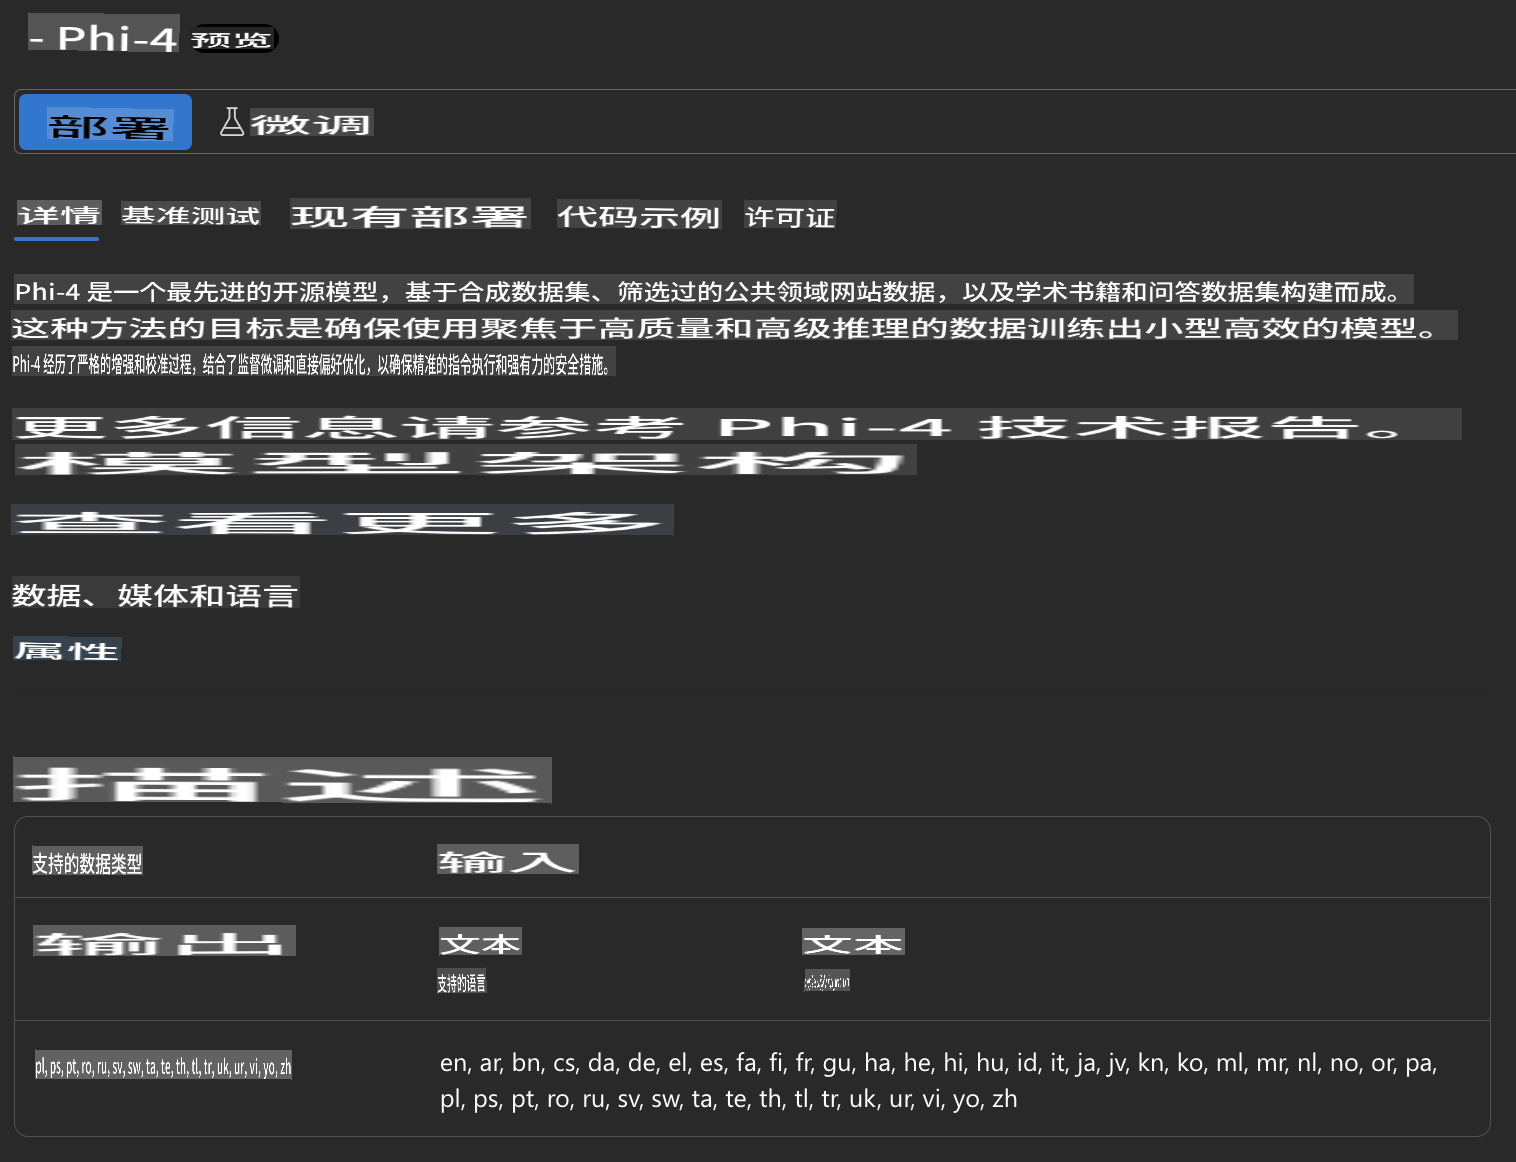 - Phi-4 预览
部署 微调
详情 基准测试 现有部署 代码示例 许可证
Phi-4 是一个最先进的开源模型，基于合成数据集、筛选过的公共领域网站数据，以及学术书籍和问答数据集构建而成。
这种方法的目标是确保使用聚焦于高质量和高级推理的数据训练出小型高效的模型。
Phi-4 经历了严格的增强和校准过程，结合了监督微调和直接偏好优化，以确保精准的指令执行和强有力的安全措施。
更多信息请参考 Phi-4 技术报告。
模型架构
查看更多
数据、媒体和语言
属性
描述
支持的数据类型 输入
输出 文本 文本
支持的语言
pl, ps, pt, ro, ru, sv, sw, ta, te, th, tl, tr, uk, ur, vi, yo, zh en, ar, bn, cs, da, de, el, es, fa, fi, fr, gu, ha, he, hi, hu, id, it, ja, jv, kn, ko, ml, mr, nl, no, or, pa,
pl, ps, pt, ro, ru, sv, sw, ta, te, th, tl, tr, uk, ur, vi, yo, zh